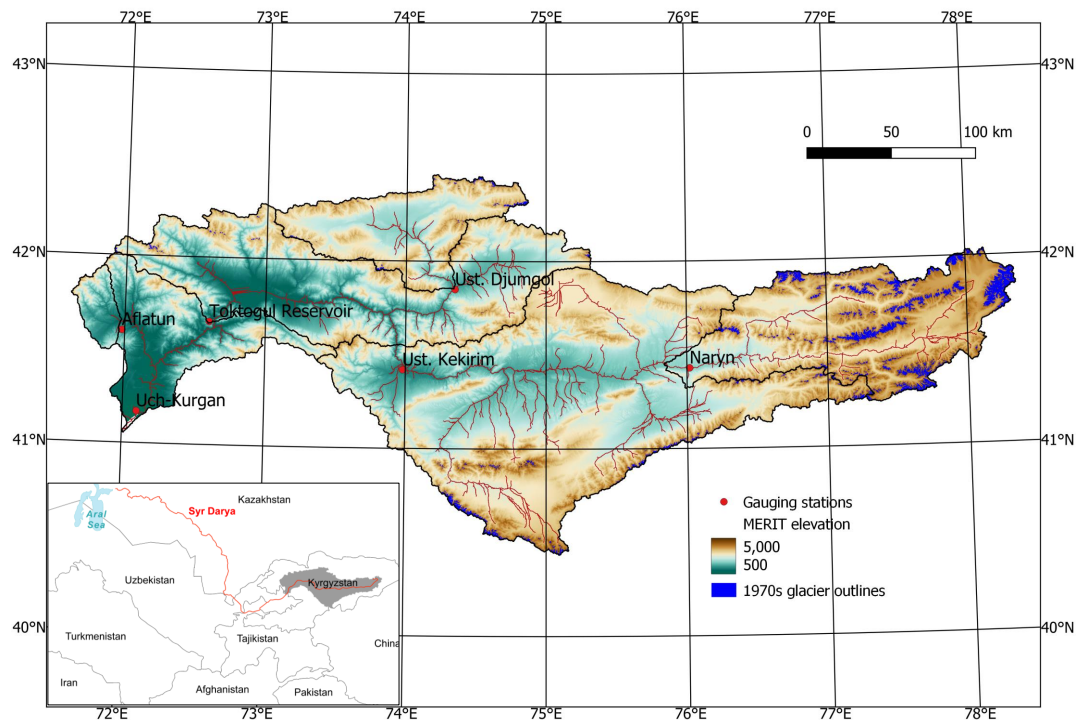 72°E 73°E 74°E 75°E 76°E 77°E 78°E
43°N 43°N
0 50 100 km
42°N 42°N
Ust. Djumgol
Toktogul Reservoir
Aflatun
Ust. Kekirim
Naryn
Uch-Kurgan
41°N 41°N
Gauging stations
MERIT elevation
5,000
500
1970s glacier outlines
Kazakhstan
Syr Darya
Aral
Sea
Uzbekistan
Kyrgyzstan
Turkmenistan
Tajikistan
China
Iran
Afghanistan
Pakistan
40°N 40°N
72°E 73°E 74°E 75°E 76°E 77°E 78°E